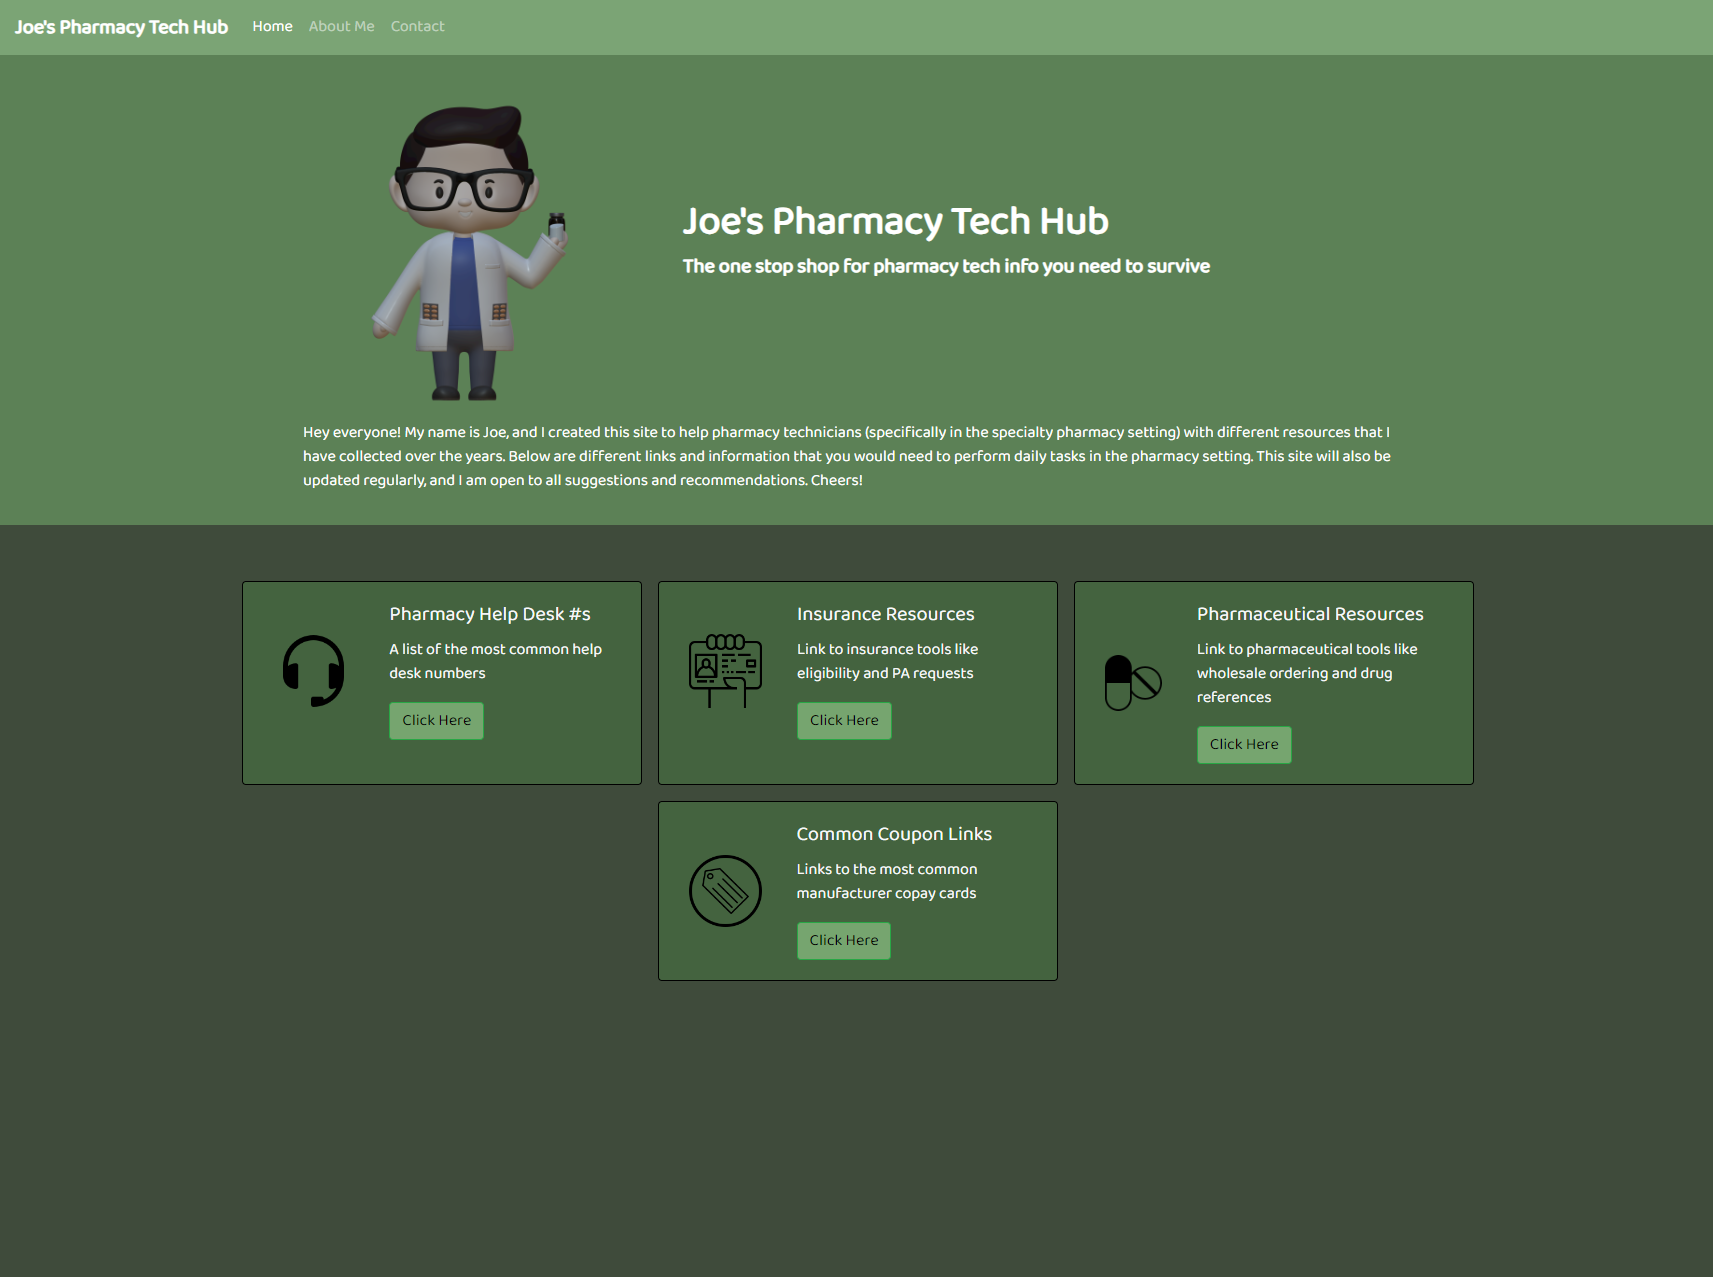 Joe's Pharmacy Tech Hub Home About Me Contact
Joe's Pharmacy Tech Hub
The one stop shop for pharmacy tech info you need to survive
Hey everyone! My name is Joe, and I created this site to help pharmacy technicians (specifically in the specialty pharmacy setting) with different resources that I
have collected over the years. Below are different links and information that you would need to perform daily tasks in the pharmacy setting. This site will also be
updated regularly, and I am open to all suggestions and recommendations. Cheers!
Pharmacy Help Desk #s
A list of the most common help
desk numbers
Click Here
Insurance Resources
Link to insurance tools like
eligibility and PA requests
Click Here
Pharmaceutical Resources
Link to pharmaceutical tools like
wholesale ordering and drug
references
Click Here
Common Coupon Links
Links to the most common
manufacturer copay cards
Click Here